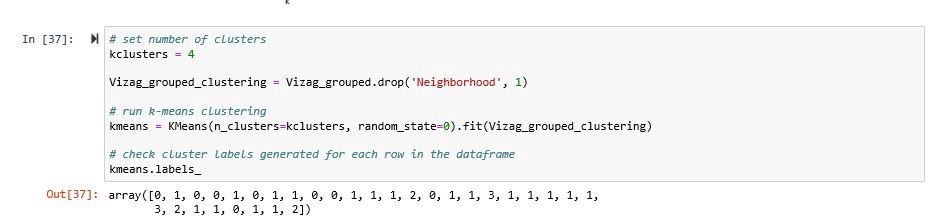 In [37]:
# set number of clusters
kclusters = 4
Vizag_grouped_clustering = Vizag_grouped.drop('Neighborhood', 1)
# run k-means clustering
kmeans = KMeans(n_clusters=kclusters, random_state=0).fit(Vizag_grouped_clustering)
# check cluster labels generated for each row in the dataframe
kmeans.labels_
Out[37]: array([0, 1, 0, 0, 1, 0, 1, 1, 0, 0, 1, 1, 1, 2, 0, 1, 1, 3, 1, 1, 1, 1, 1,
3, 2, 1, 1, 0, 1, 1, 2])